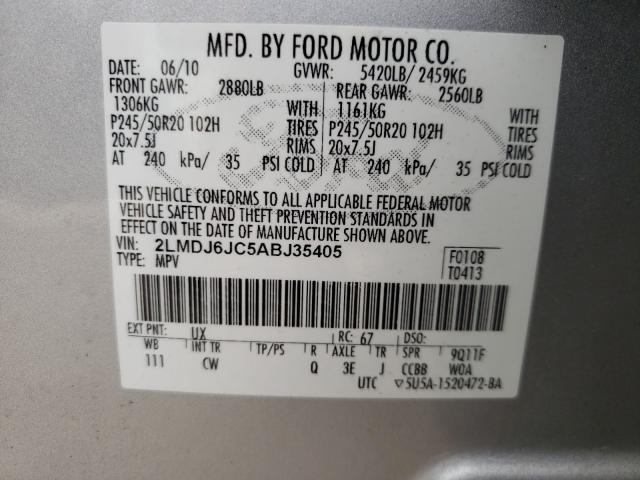 MFD. BY FORD MOTOR CO.
DATE: 06/10 GVWR: 5420LB/ 2459KG
FRONT GAWR: 2880LB REAR GAWR: 2560LB
1306KG WITH 1161KG WITH
P245/50R20 102H TIRES P245/50R20 102H TIRES
20x7.5J RIMS 20x7.5J RIMS
AT 240 kPa/ 35 PSI COLD AT 240 kPa/ 35 PSI COLD
THIS VEHICLE CONFORMS TO ALL APPLICABLE FEDERAL MOTOR
VEHICLE SAFETY AND THEFT PREVENTION STANDARDS IN
EFFECT ON THE DATE OF MANUFACTURE SHOWN ABOVE.
VIN: 2LMDJ6JC5ABJ35405 F0108
TYPE: MPV T0413
EXT PNT: UX RC: 67 DSO:
WB INT TR TP/PS R AXLE TR SPR 9Q11F
111 CW Q 3E J CCBB WOA
UTC ▽5U5A-1520472-BA